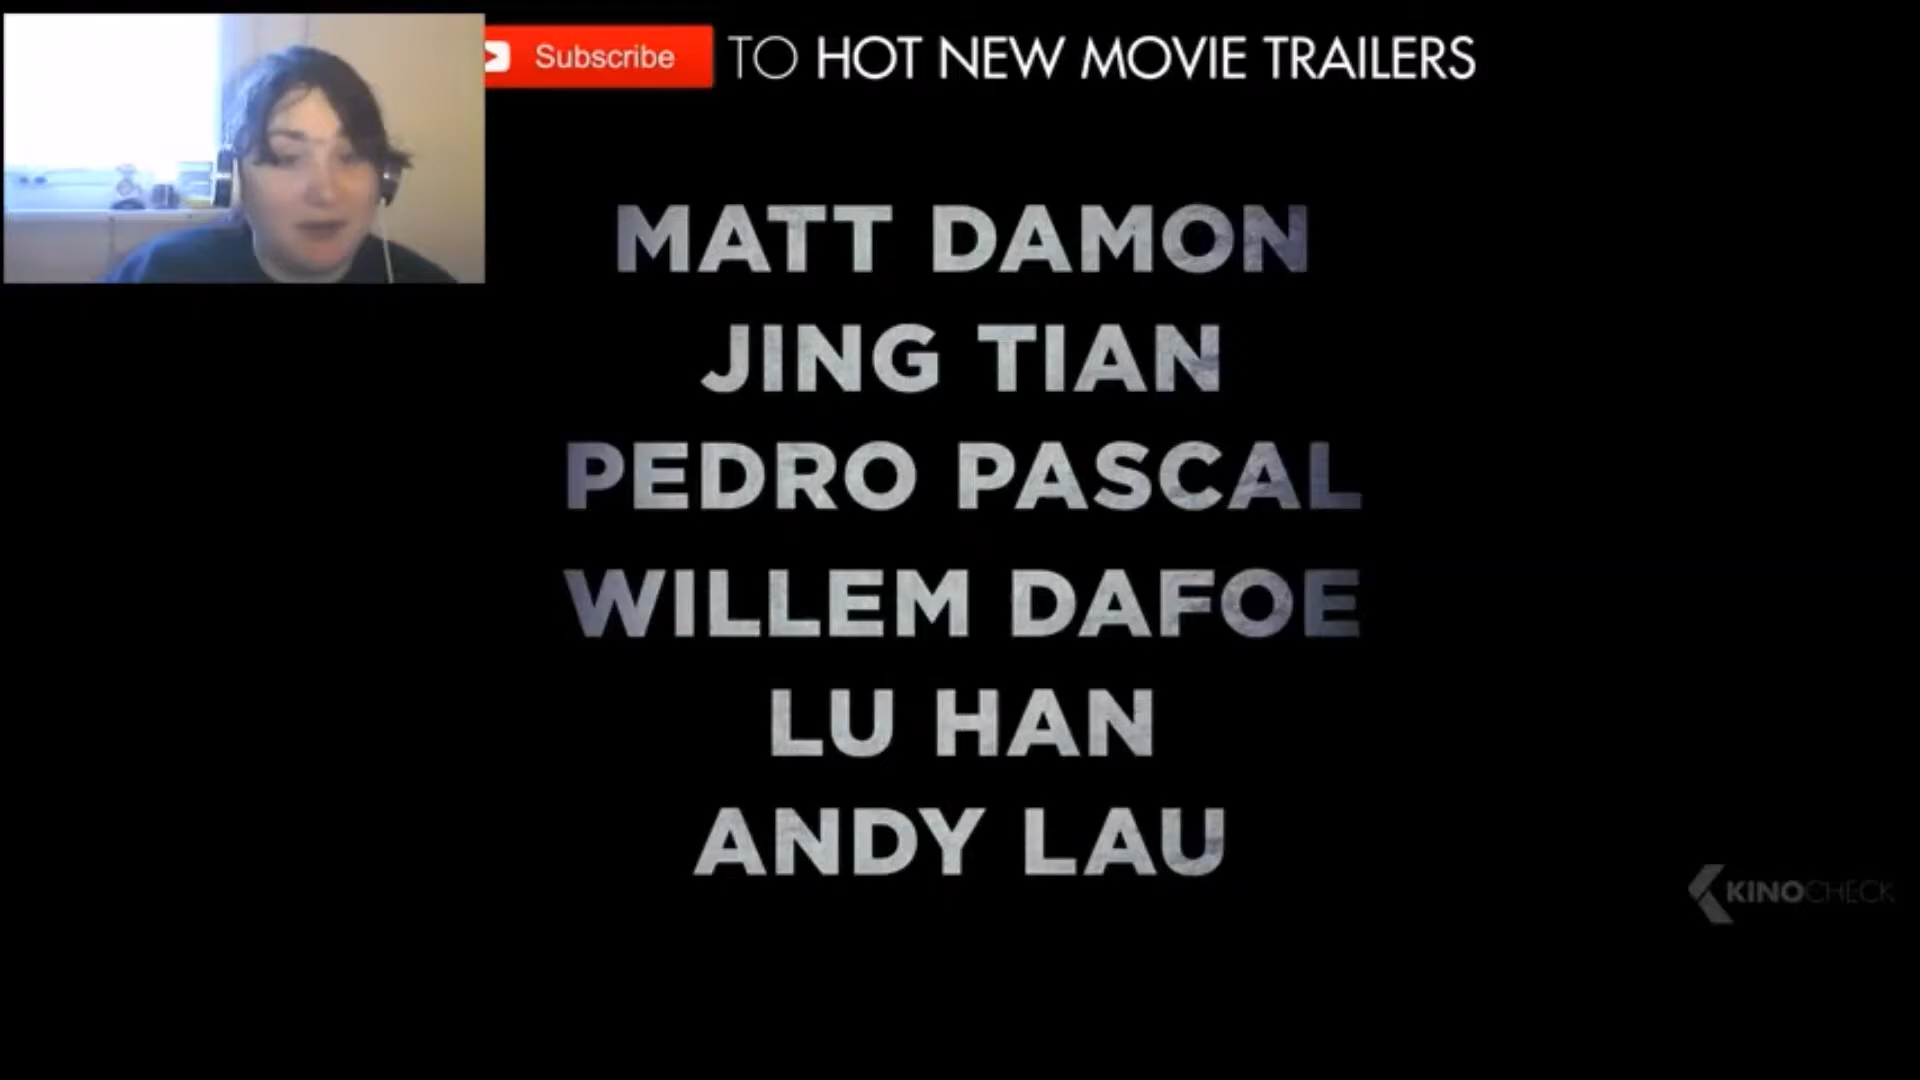 Subscribe TO HOT NEW MOVIE TRAILERS
MATT DAMON
JING TIAN
PEDRO PASCAL
WILLEM DAFOE
LU HAN
ANDY LAU
KINOCHECK